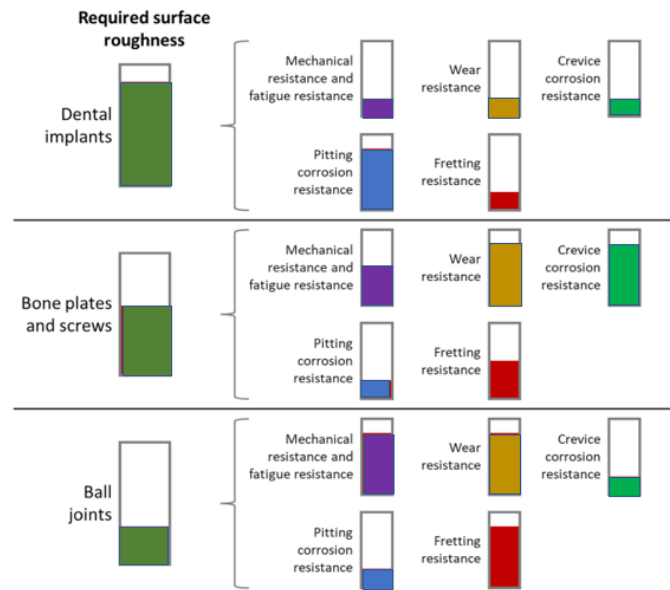 Required surface
roughness
Dental
implants
Mechanical
resistance and
fatigue resistance
Wear
resistance
Crevice
corrosion
resistance
Pitting
corrosion
resistance
Fretting
resistance
Bone plates
and screws
Mechanical
resistance and
fatigue resistance
Wear
resistance
Crevice
corrosion
resistance
Pitting
corrosion
resistance
Fretting
resistance
Ball
joints
Mechanical
resistance and
fatigue resistance
Wear
resistance
Crevice
corrosion
resistance
Pitting
corrosion
resistance
Fretting
resistance